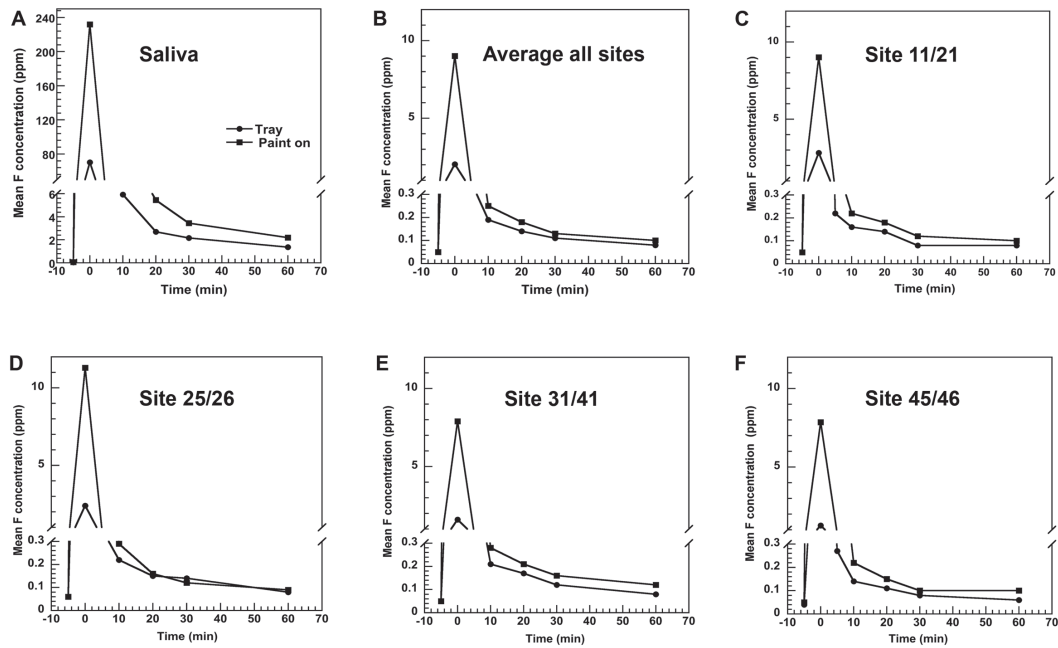 A
Saliva
Mean F concentration (ppm)
240
200
160
120
80
6
4
2
0
Tray
Paint on
-10 0 10 20 30 40 50 60 70
Time (min)
B
Average all sites
Mean F concentration (ppm)
10
5
0.3
0.2
0.1
0
-10 0 10 20 30 40 50 60 70
Time (min)
C
Site 11/21
Mean F concentration (ppm)
10
5
0.3
0.2
0.1
0
-10 0 10 20 30 40 50 60 70
Time (min)
D
Site 25/26
Mean F concentration (ppm)
10
5
0.3
0.2
0.1
0
-10 0 10 20 30 40 50 60 70
Time (min)
E
Site 31/41
Mean F concentration (ppm)
10
5
0.3
0.2
0.1
0
-10 0 10 20 30 40 50 60 70
Time (min)
F
Site 45/46
Mean F concentration (ppm)
10
5
0.3
0.2
0.1
0
-10 0 10 20 30 40 50 60 70
Time (min)